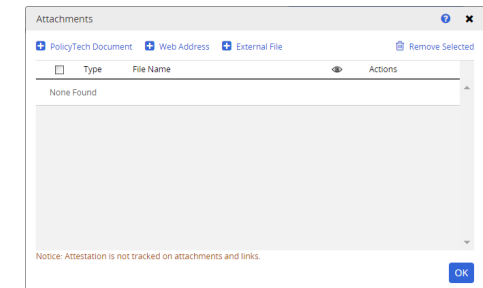 Attachments
PolicyTech Document Web Address External File Remove Selected
Type File Name Actions
None Found
Notice: Attestation is not tracked on attachments and links.
OK